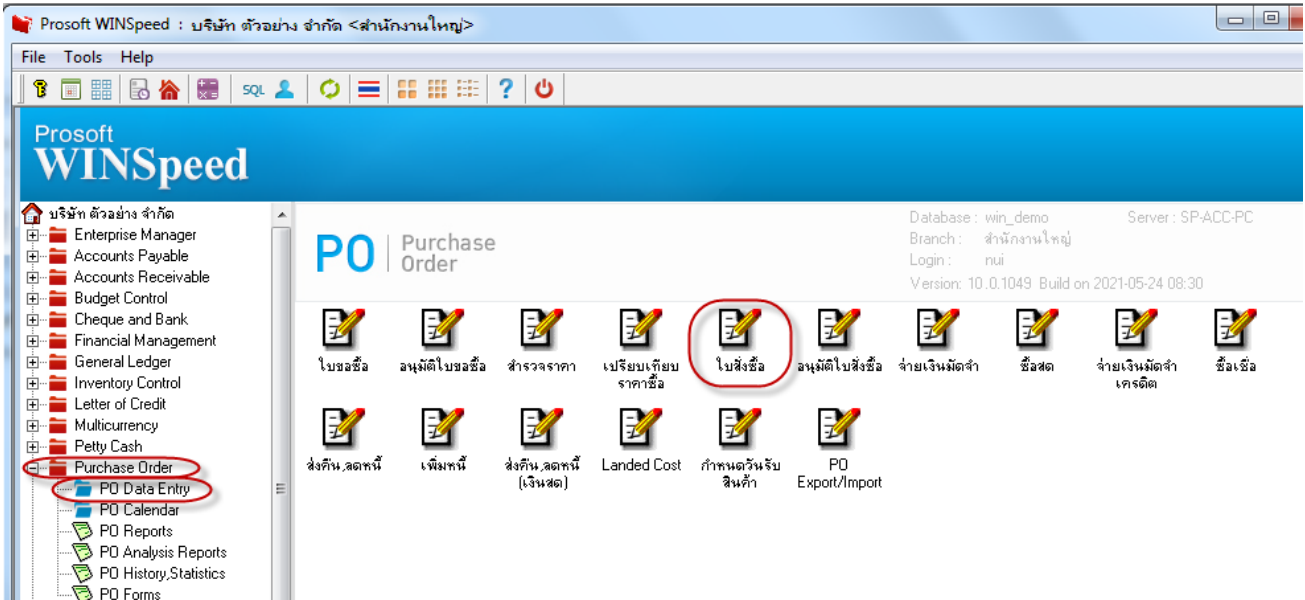 Prosoft WINSpeed : บริษัท ตัวอย่าง จำกัด <สำนักงานใหญ่>
File Tools Help
SQL
Prosoft
WINSpeed
บริษัท ตัวอย่าง จำกัด
Enterprise Manager
Accounts Payable
Accounts Receivable
Budget Control
Cheque and Bank
Financial Management
General Ledger
Inventory Control
Letter of Credit
Multicurrency
Petty Cash
Purchase Order
PO Data Entry
PO Calendar
PO Reports
PO Analysis Reports
PO History,Statistics
PO Forms
PO Purchase
Order
Database : win_demo Server : SP-ACC-PC
Branch : สำนักงานใหญ่
Login : nui
Version: 10.0.1049 Build on 2021-05-24 08:30
ใบขอซื้อ อนุมัติใบขอซื้อ สำรวจราคา เปรียบเทียบ ใบสั่งซื้อ อนุมัติใบสั่งซื้อ จ่ายเงินมัดจำ ซื้อสด จ่ายเงินมัดจำ ซื้อเชื่อ
ราคาซื้อ เครดิต
ส่งคืน,ลดหนี้ เพิ่มหนี้ ส่งคืน,ลดหนี้ Landed Cost กำหนดวันรับ PO
(เงินสด) สินค้า Export/Import